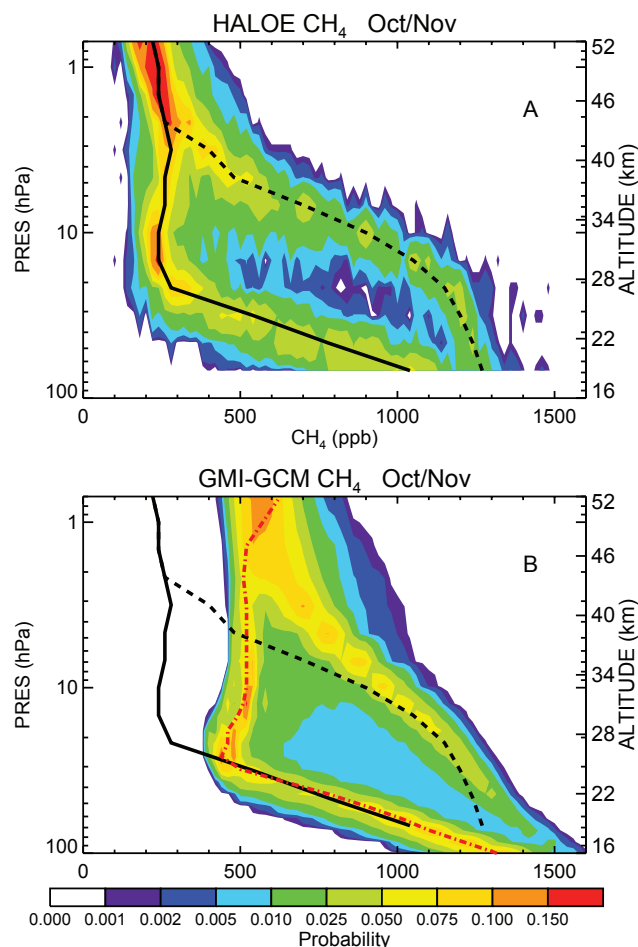 HALOE CH₄ Oct/Nov
A
PRES (hPa)
1
10
100
ALTITUDE (km)
52
46
40
34
28
22
16
0 500 1000 1500
CH₄ (ppb)
GMI-GCM CH₄ Oct/Nov
B
PRES (hPa)
1
10
100
ALTITUDE (km)
52
46
40
34
28
22
16
0 500 1000 1500
0.000 0.001 0.002 0.005 0.010 0.025 0.050 0.075 0.100 0.150
Probability